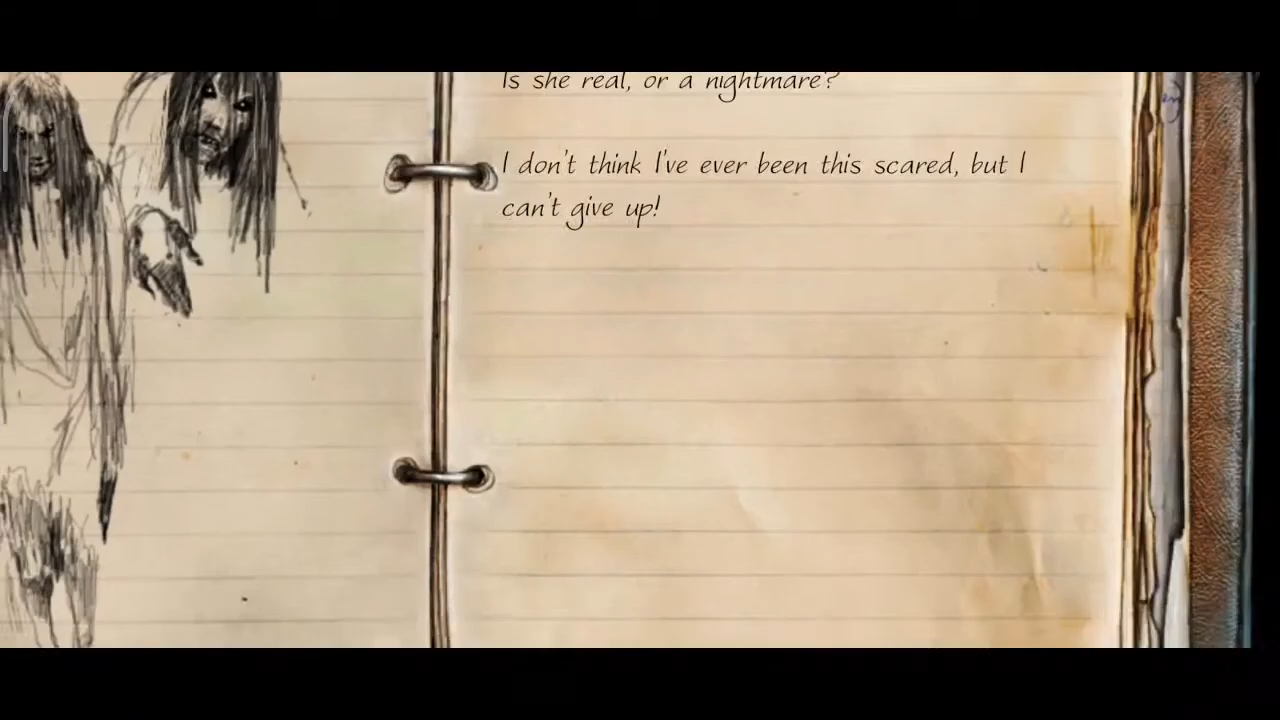 Is she real, or a nightmare?
I don't think I've ever been this scared, but I
can't give up!